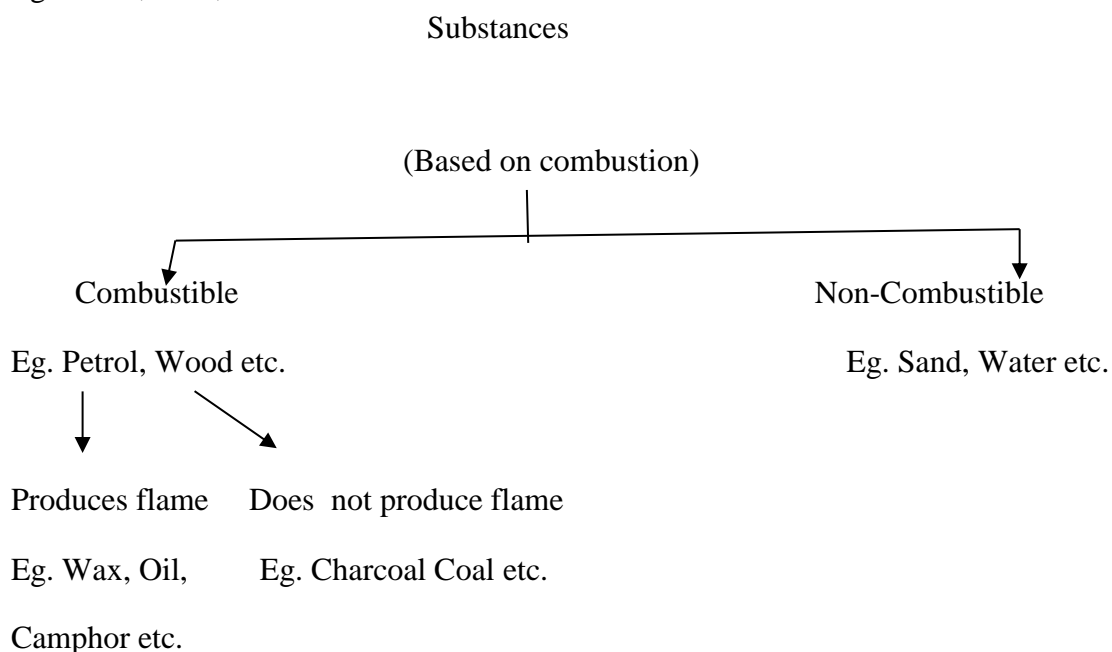 Substances
(Based on combustion)
Combustible Non-Combustible
Eg. Petrol, Wood etc. Eg. Sand, Water etc.
Produces flame Does not produce flame
Eg. Wax, Oil, Eg. Charcoal Coal etc.
Camphor etc.